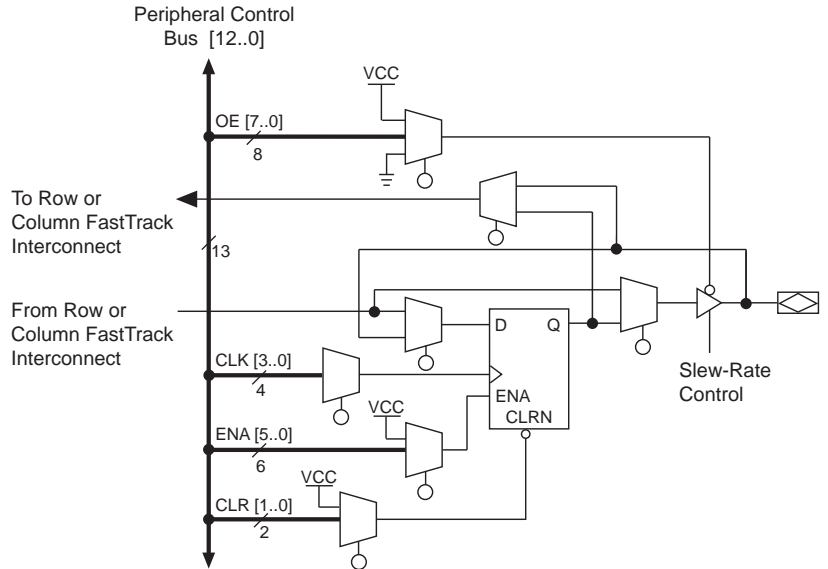 Peripheral Control
Bus [12..0]
VCC
OE [7..0]
8
To Row or
Column FastTrack
Interconnect
13
From Row or
Column FastTrack
Interconnect
D Q
CLK [3..0]
4
ENA
CLRN
Slew-Rate
Control
VCC
ENA [5..0]
6
VCC
CLR [1..0]
2